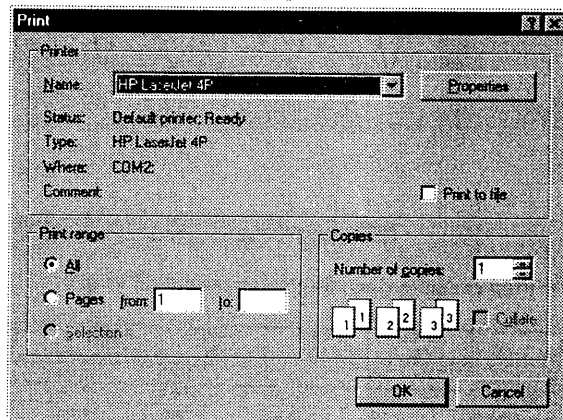 Print
Printer
Name: HP LaserJet 4P Properties
Status: Default printer; Ready
Type: HP LaserJet 4P
Where: COM2:
Comment: Print to file
Print range
All
Pages from: 1 to:
Selection
Copies
Number of copies: 1
1 1 2 2 3 3 Collate
OK Cancel